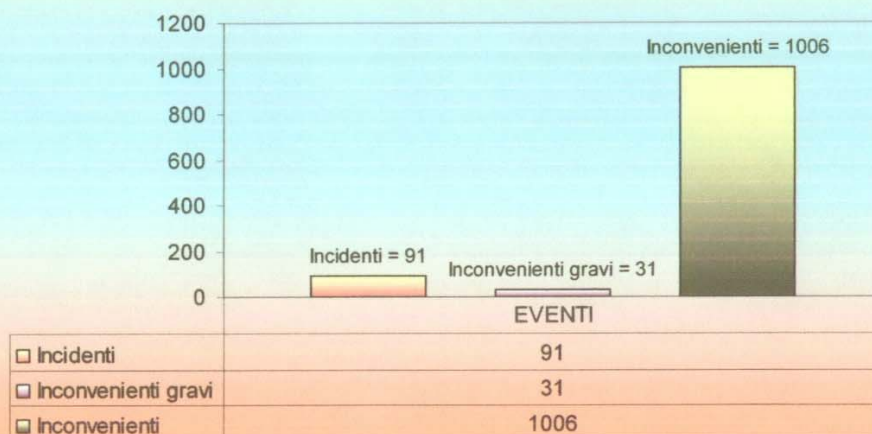 1200
Inconvenienti = 1006
1000
800
600
400
200
Incidenti = 91
Inconvenienti gravi = 31
0
EVENTI
Incidenti 91
Inconvenienti gravi 31
Inconvenienti 1006